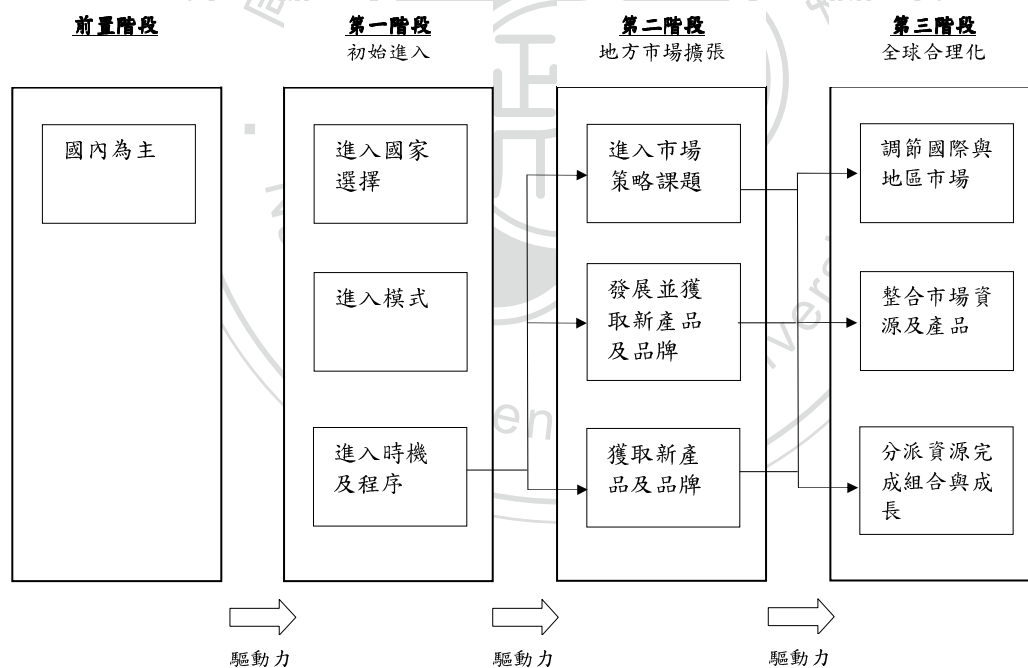 前置階段
第一階段
初始進入
第二階段
地方市場擴張
第三階段
全球合理化
國內為主
進入國家
選擇
進入模式
進入時機
及程序
進入市場
策略課題
發展並獲
取新產品
及品牌
獲取新產
品及品牌
調節國際與
地區市場
整合市場資
源及產品
分派資源完
成組合與成
長
驅動力
驅動力
驅動力